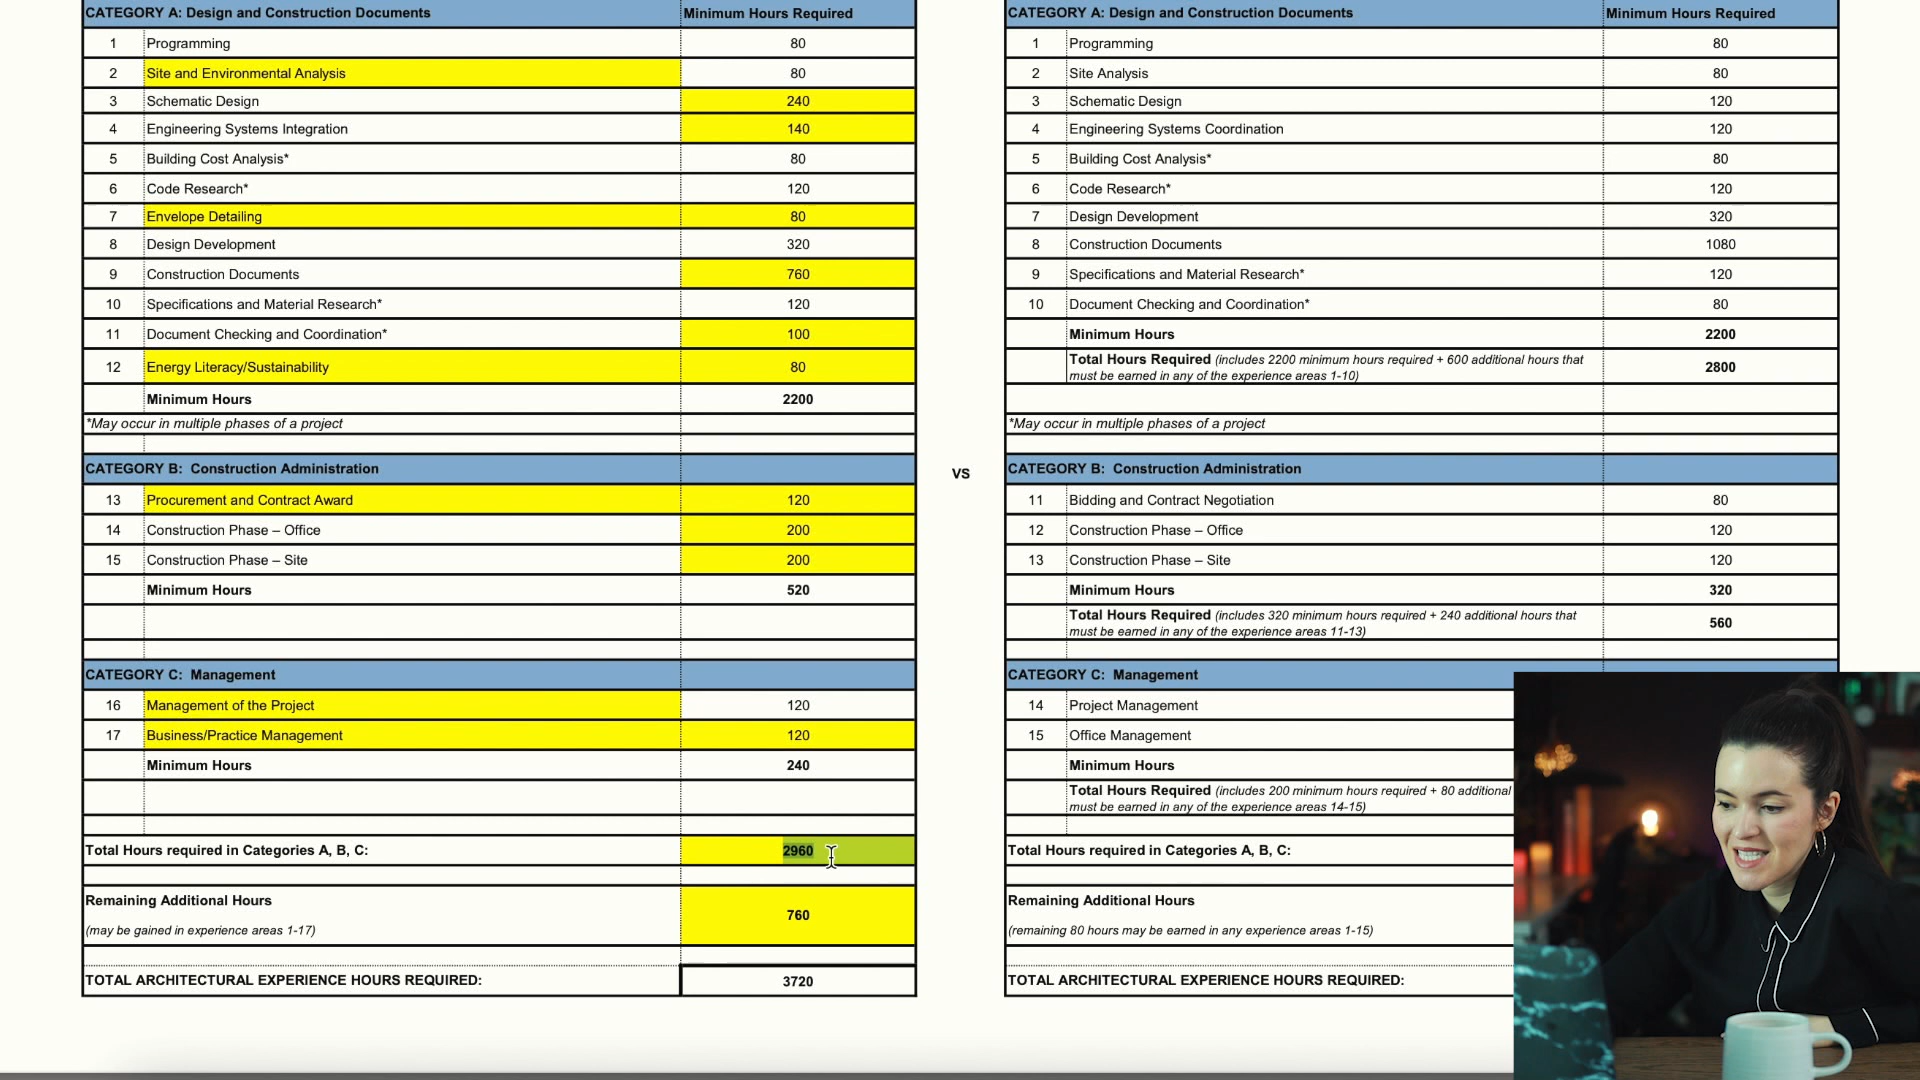 CATEGORY A: Design and Construction Documents Minimum Hours Required
1 Programming 80
2 Site and Environmental Analysis 80
3 Schematic Design 240
4 Engineering Systems Integration 140
5 Building Cost Analysis* 80
6 Code Research* 120
7 Envelope Detailing 80
8 Design Development 320
9 Construction Documents 760
10 Specifications and Material Research* 120
11 Document Checking and Coordination* 100
12 Energy Literacy/Sustainability 80
Minimum Hours 2200
*May occur in multiple phases of a project
CATEGORY B: Construction Administration
13 Procurement and Contract Award 120
14 Construction Phase – Office 200
15 Construction Phase – Site 200
Minimum Hours 520
CATEGORY C: Management
16 Management of the Project 120
17 Business/Practice Management 120
Minimum Hours 240
Total Hours required in Categories A, B, C: 2960
Remaining Additional Hours
760
(may be gained in experience areas 1-17)
TOTAL ARCHITECTURAL EXPERIENCE HOURS REQUIRED: 3720
VS
CATEGORY A: Design and Construction Documents Minimum Hours Required
1 Programming 80
2 Site Analysis 80
3 Schematic Design 120
4 Engineering Systems Coordination 120
5 Building Cost Analysis* 80
6 Code Research* 120
7 Design Development 320
8 Construction Documents 1080
9 Specifications and Material Research* 120
10 Document Checking and Coordination* 80
Minimum Hours 2200
Total Hours Required (includes 2200 minimum hours required + 600 additional hours that
must be earned in any of the experience areas 1-10) 2800
*May occur in multiple phases of a project
CATEGORY B: Construction Administration
11 Bidding and Contract Negotiation 80
12 Construction Phase – Office 120
13 Construction Phase – Site 120
Minimum Hours 320
Total Hours Required (includes 320 minimum hours required + 240 additional hours that
must be earned in any of the experience areas 11-13) 560
CATEGORY C: Management
14 Project Management
15 Office Management
Minimum Hours
Total Hours Required (includes 200 minimum hours required + 80 additional
must be earned in any of the experience areas 14-15)
Total Hours required in Categories A, B, C:
Remaining Additional Hours
(remaining 80 hours may be earned in any experience areas 1-15)
TOTAL ARCHITECTURAL EXPERIENCE HOURS REQUIRED: